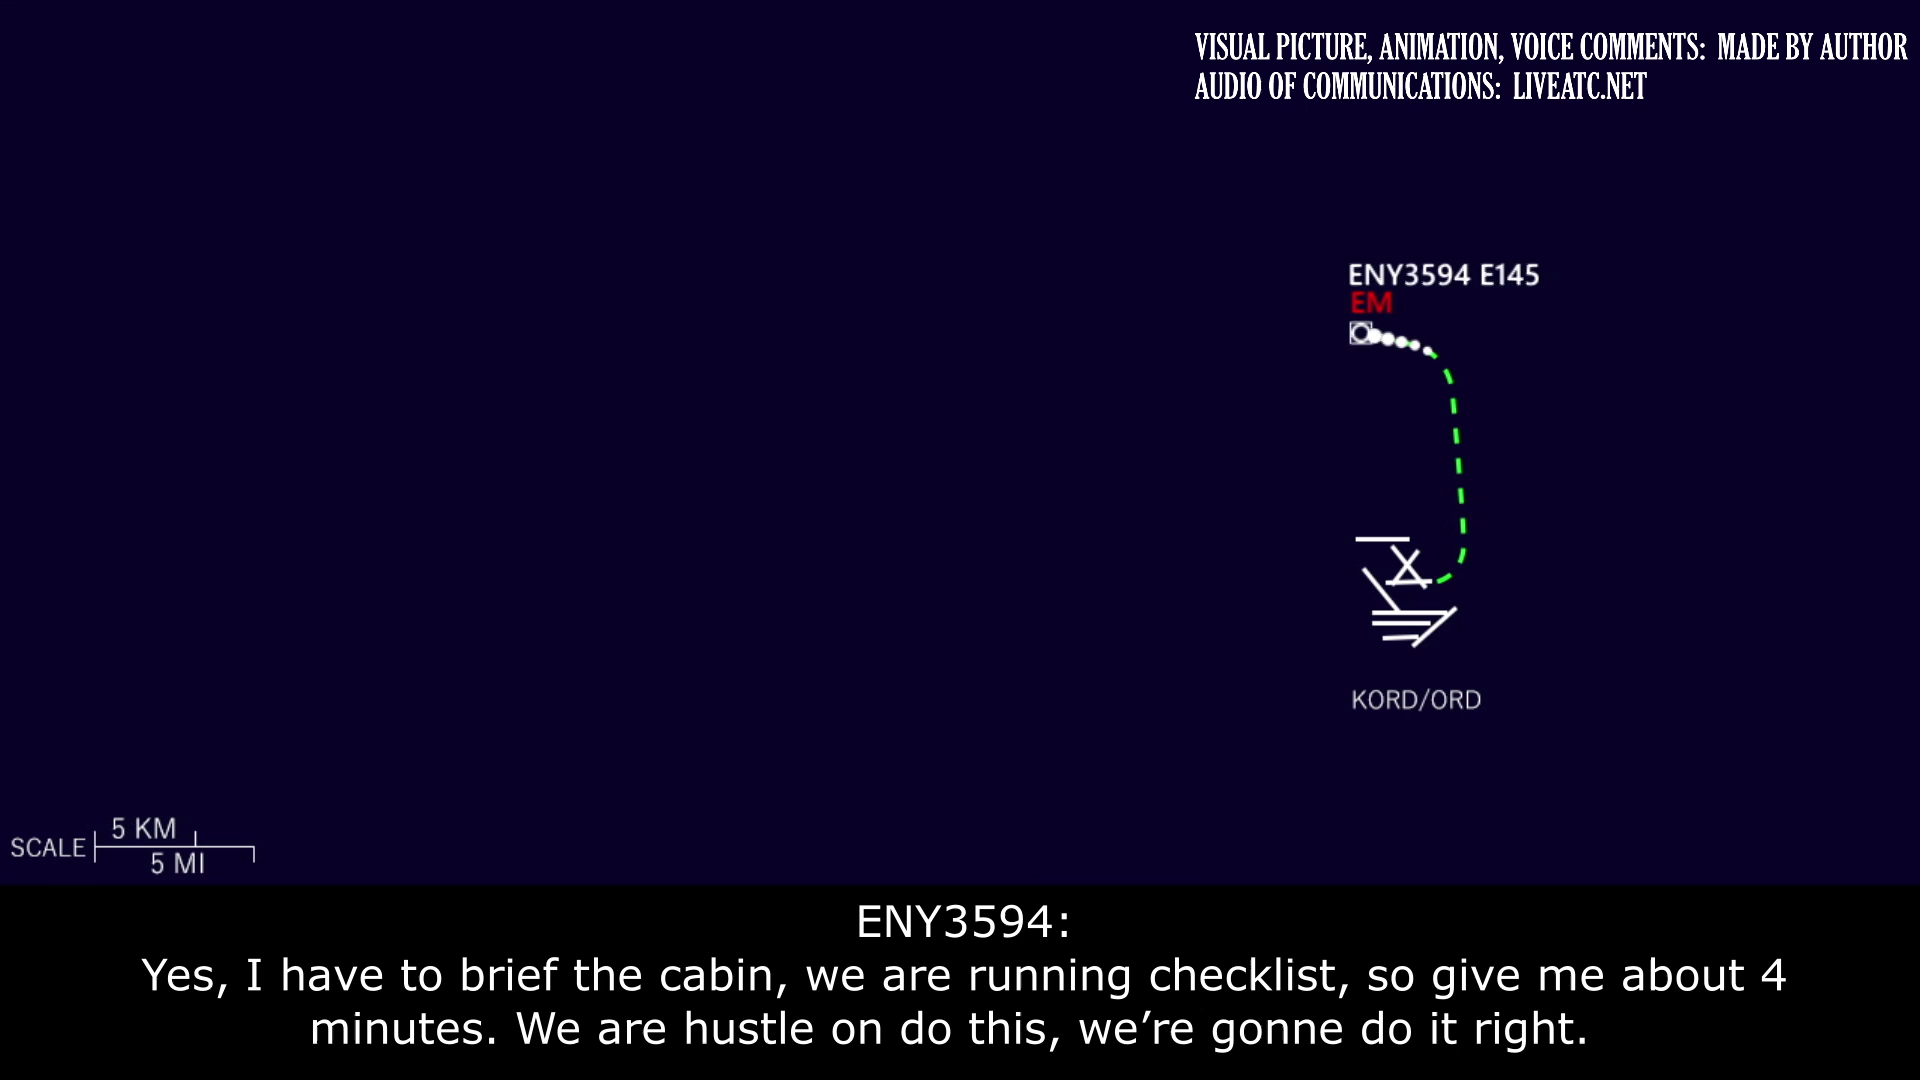 VISUAL PICTURE, ANIMATION, VOICE COMMENTS: MADE BY AUTHOR
AUDIO OF COMMUNICATIONS: LIVEATC.NET
ENY3594 E145
EM
KORD/ORD
5 KM
SCALE
5 MI
ENY3594:
Yes, I have to brief the cabin, we are running checklist, so give me about 4
minutes. We are hustle on do this, we’re gonne do it right.